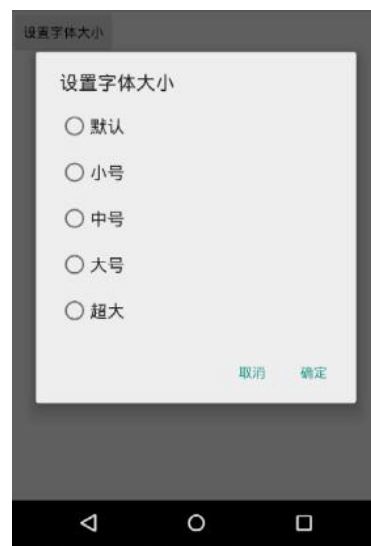 设置字体大小
设置字体大小
默认
小号
中号
大号
超大
取消 确定